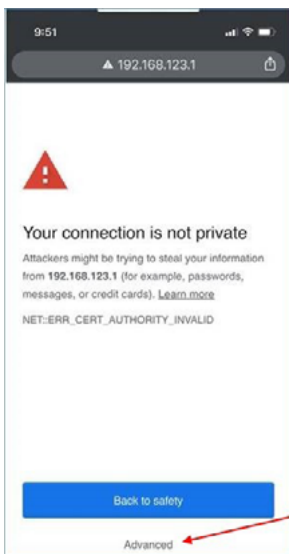 9:51
192.168.123.1
Your connection is not private
Attackers might be trying to steal your information
from 192.168.123.1 (for example, passwords,
messages, or credit cards). Learn more
NET::ERR_CERT_AUTHORITY_INVALID
Back to safety
Advanced